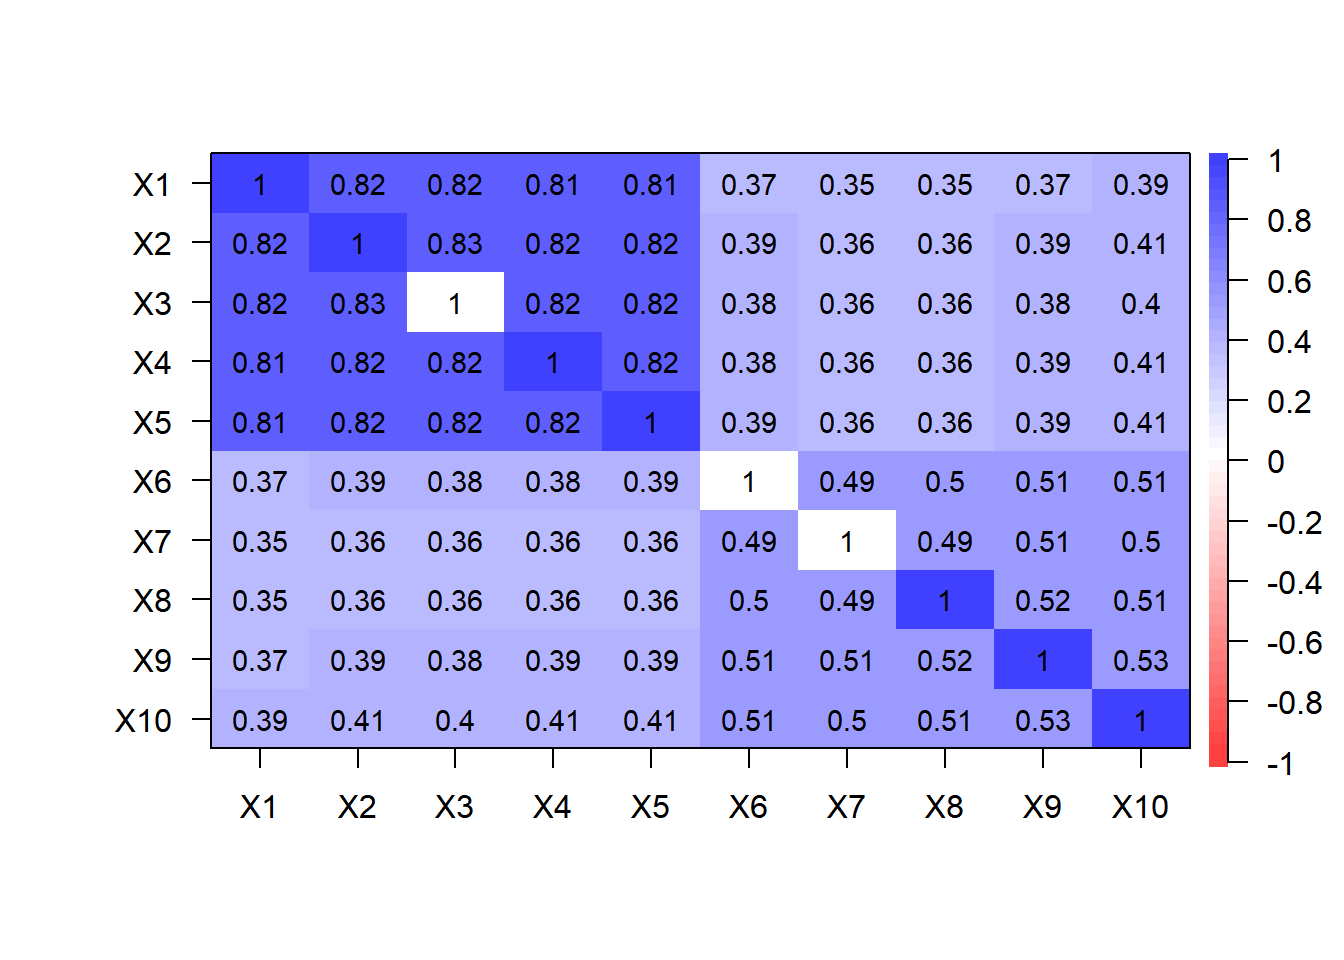 X1 1 0.82 0.82 0.81 0.81 0.37 0.35 0.35 0.37 0.39
X2 0.82 1 0.83 0.82 0.82 0.39 0.36 0.36 0.39 0.41
X3 0.82 0.83 1 0.82 0.82 0.38 0.36 0.36 0.38 0.4
X4 0.81 0.82 0.82 1 0.82 0.38 0.36 0.36 0.39 0.41
X5 0.81 0.82 0.82 0.82 1 0.39 0.36 0.36 0.39 0.41
X6 0.37 0.39 0.38 0.38 0.39 1 0.49 0.5 0.51 0.51
X7 0.35 0.36 0.36 0.36 0.36 0.49 1 0.49 0.51 0.5
X8 0.35 0.36 0.36 0.36 0.36 0.5 0.49 1 0.52 0.51
X9 0.37 0.39 0.38 0.39 0.39 0.51 0.51 0.52 1 0.53
X10 0.39 0.41 0.4 0.41 0.41 0.51 0.5 0.51 0.53 1
X1 X2 X3 X4 X5 X6 X7 X8 X9 X10
1
0.8
0.6
0.4
0.2
0
-0.2
-0.4
-0.6
-0.8
-1